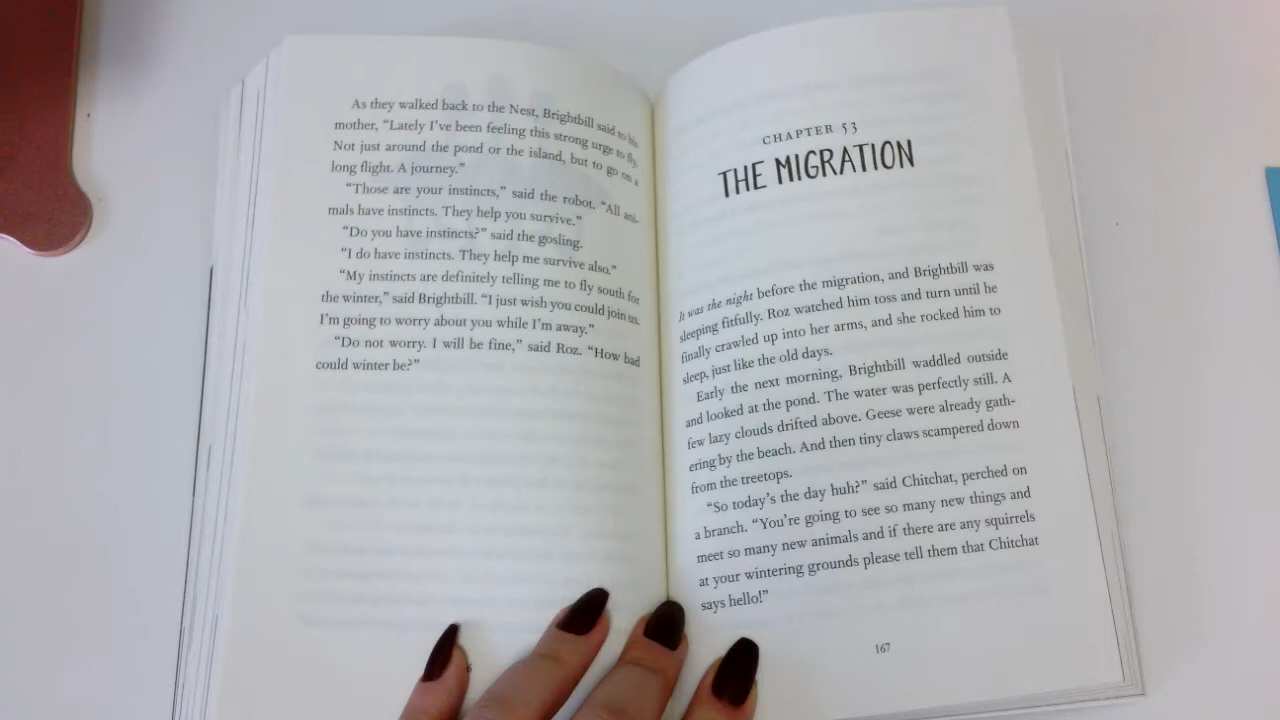 As they walked back to the Nest, Brightbill said to his
mother, “Lately I’ve been feeling this strong urge to fly.
Not just around the pond or the island, but to go on a
long flight. A journey.”
“Those are your instincts,” said the robot. “All ani-
mals have instincts. They help you survive.”
“Do you have instincts?” said the gosling.
“I do have instincts. They help me survive also.”
“My instincts are definitely telling me to fly south for
the winter,” said Brightbill. “I just wish you could join us.
I’m going to worry about you while I’m away.”
“Do not worry. I will be fine,” said Roz. “How bad
could winter be?”
6
CHAPTER 53
THE MIGRATION
It was the night before the migration, and Brightbill was
sleeping fitfully. Roz watched him toss and turn until he
finally crawled up into her arms, and she rocked him to
sleep, just like the old days.
Early the next morning, Brightbill waddled outside
and looked at the pond. The water was perfectly still. A
few lazy clouds drifted above. Geese were already gath-
ering by the beach. And then tiny claws scampered down
from the treetops.
“So today’s the day huh?” said Chitchat, perched on
a branch. “You’re going to see so many new things and
meet so many new animals and if there are any squirrels
at your wintering grounds please tell them that Chitchat
says hello!”
167